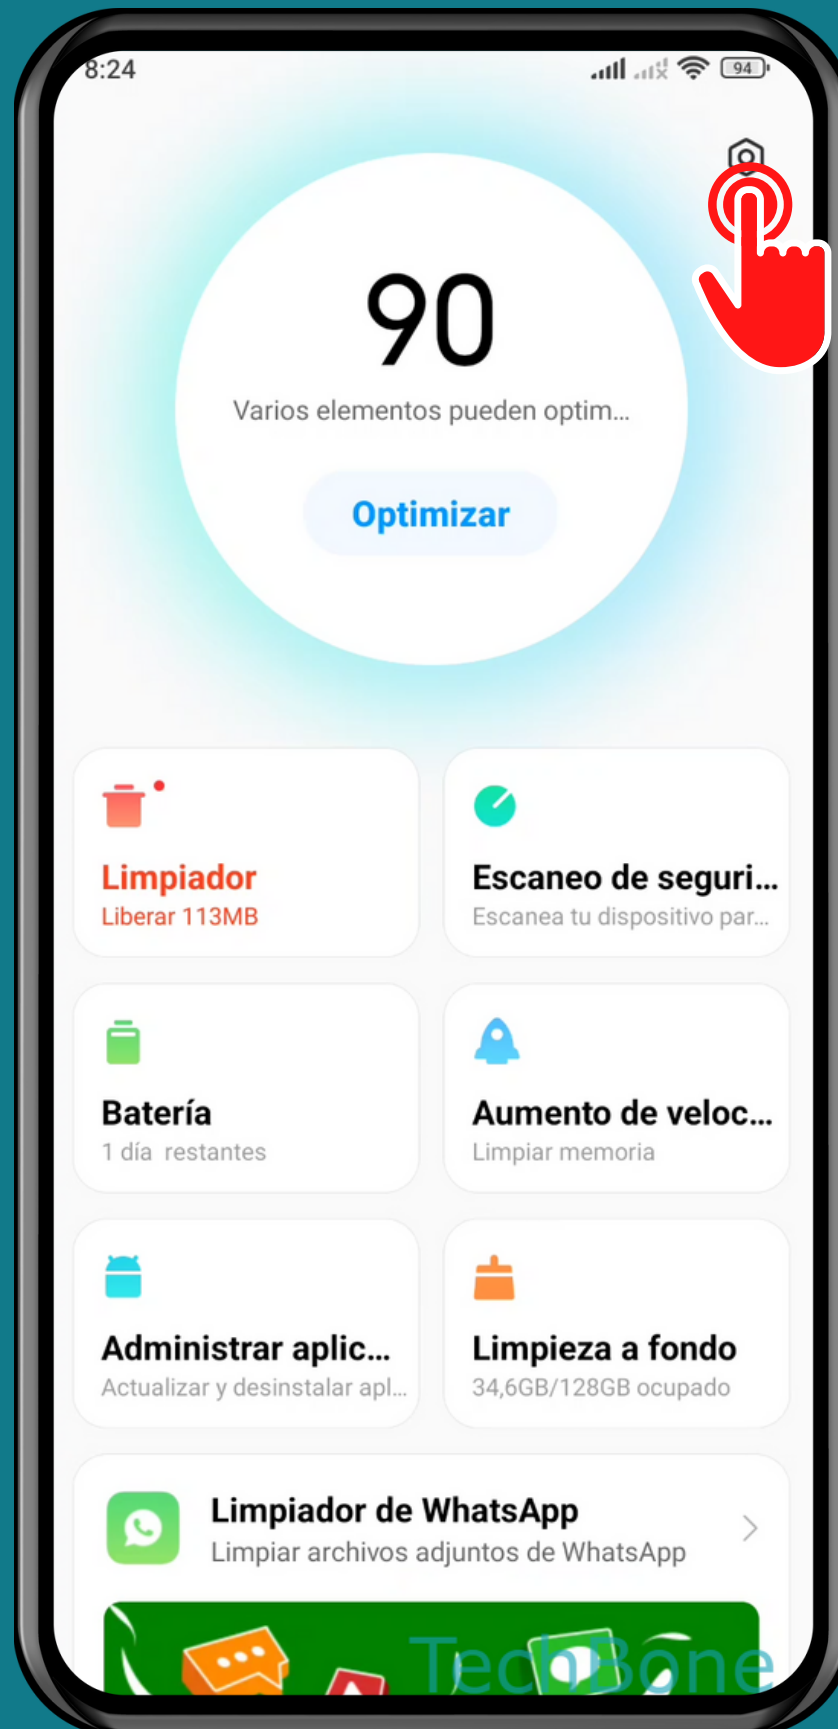 8:24
94
90
Varios elementos pueden optim...
Optimizar
Limpiador
Liberar 113MB
Escaneo de seguri...
Escanea tu dispositivo par...
Batería
1 día restantes
Aumento de veloc...
Limpiar memoria
Administrar aplic...
Actualizar y desinstalar apl...
Limpieza a fondo
34,6GB/128GB ocupado
Limpiador de WhatsApp
Limpiar archivos adjuntos de WhatsApp
TechBone